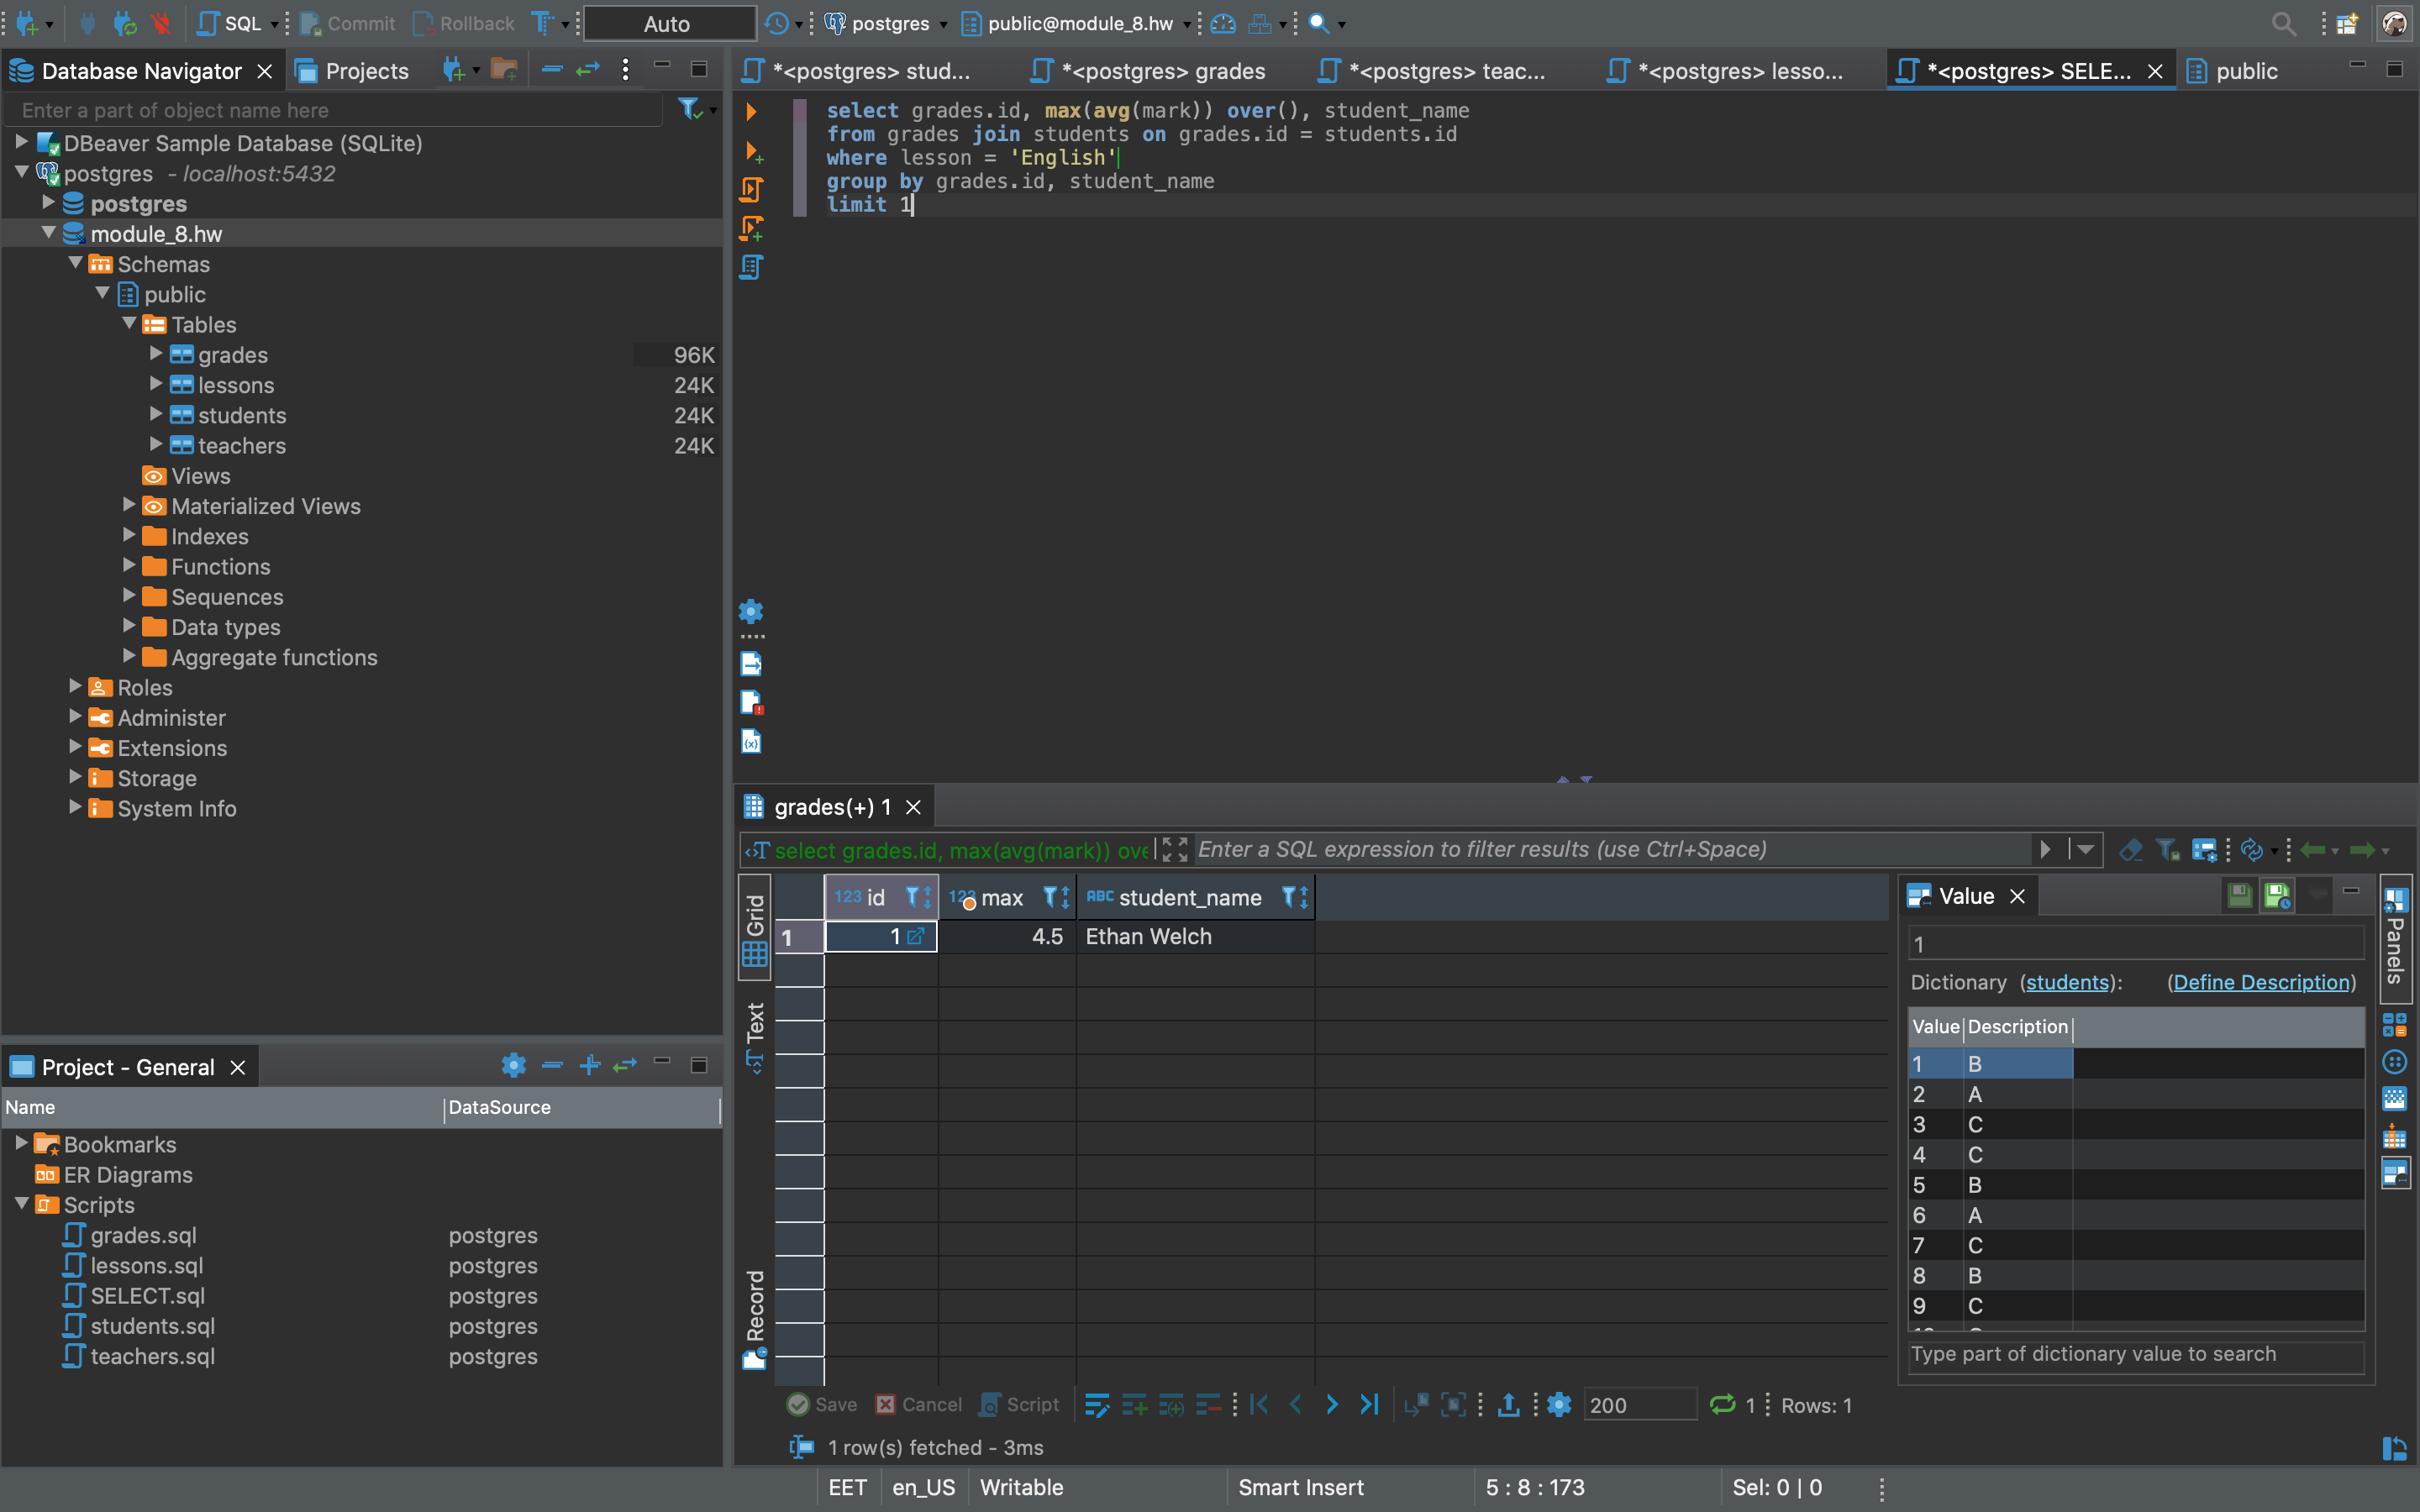 SQL
Commit
Rollback
Auto
postgres
public@module_8.hw
Database Navigator
Projects
Enter a part of object name here
DBeaver Sample Database (SQLite)
postgres - localhost:5432
postgres
module_8.hw
Schemas
public
Tables
grades 96K
lessons 24K
students 24K
teachers 24K
Views
Materialized Views
Indexes
Functions
Sequences
Data types
Aggregate functions
Roles
Administer
Extensions
Storage
System Info
Project - General
Name DataSource
Bookmarks
ER Diagrams
Scripts
grades.sql postgres
lessons.sql postgres
SELECT.sql postgres
students.sql postgres
teachers.sql postgres
*<postgres> stud...
*<postgres> grades
*<postgres> teac...
*<postgres> lesso...
*<postgres> SELE...
public
select grades.id, max(avg(mark)) over(), student_name
from grades join students on grades.id = students.id
where lesson = 'English'
group by grades.id, student_name
limit 1
grades(+) 1
select grades.id, max(avg(mark)) ove
Enter a SQL expression to filter results (use Ctrl+Space)
Grid
Text
Record
123 id 123 max ABC student_name
1 1 4.5 Ethan Welch
Value
1
Dictionary (students): (Define Description)
Value Description
1 B
2 A
3 C
4 C
5 B
6 A
7 C
8 B
9 C
Type part of dictionary value to search
Panels
Save
Cancel
Script
200
1
Rows: 1
1 row(s) fetched - 3ms
EET
en_US
Writable
Smart Insert
5 : 8 : 173
Sel: 0 | 0